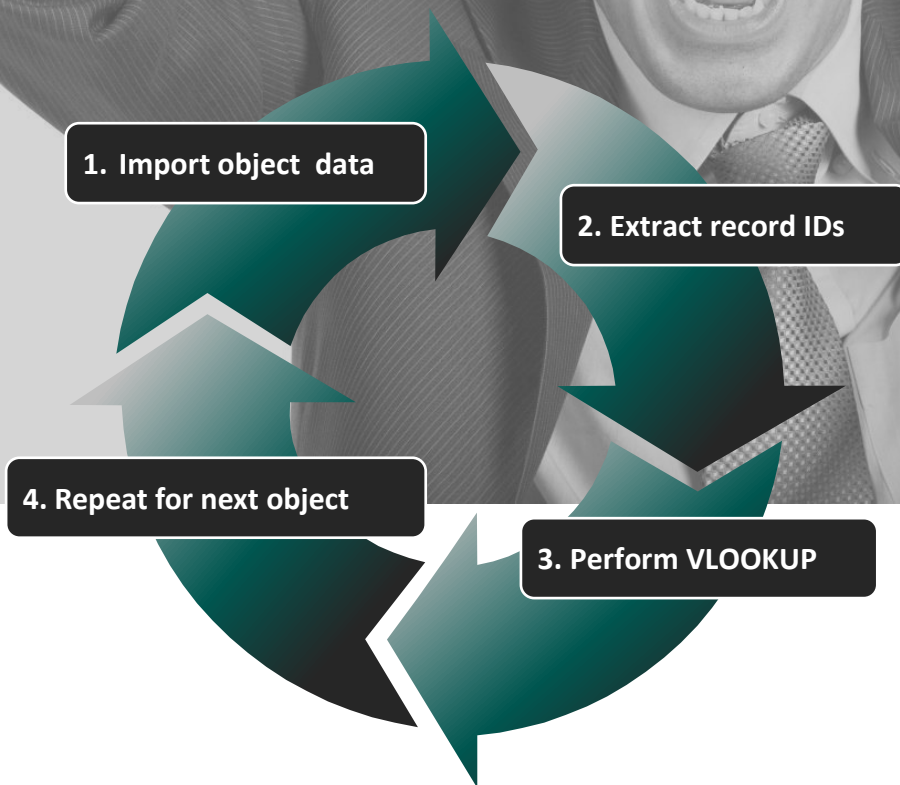 1. Import object data
2. Extract record IDs
3. Perform VLOOKUP
4. Repeat for next object